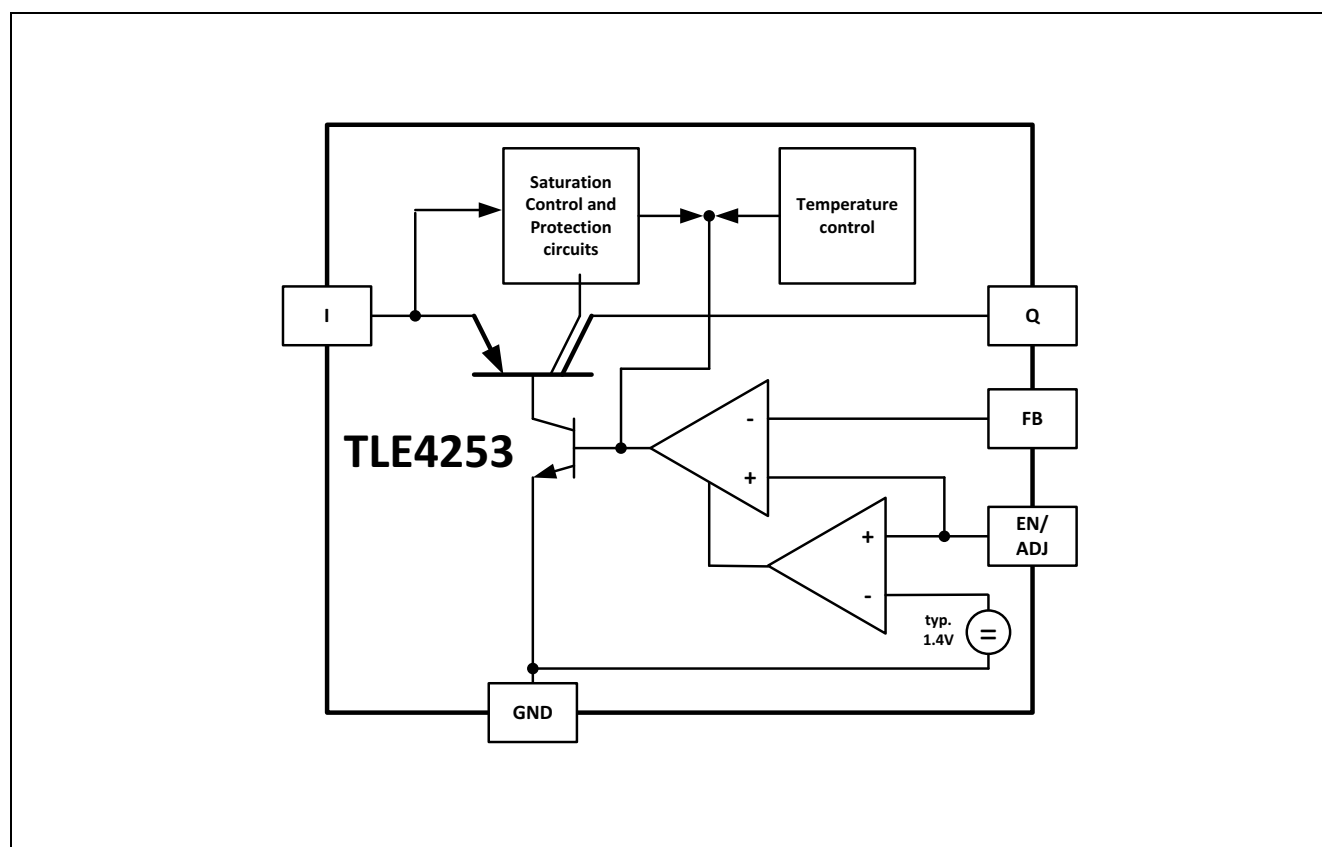 Saturation
Control and
Protection
circuits
Temperature
control
I
Q
FB
-
+
TLE4253
EN/
ADJ
+
-
typ.
1.4V
=
GND